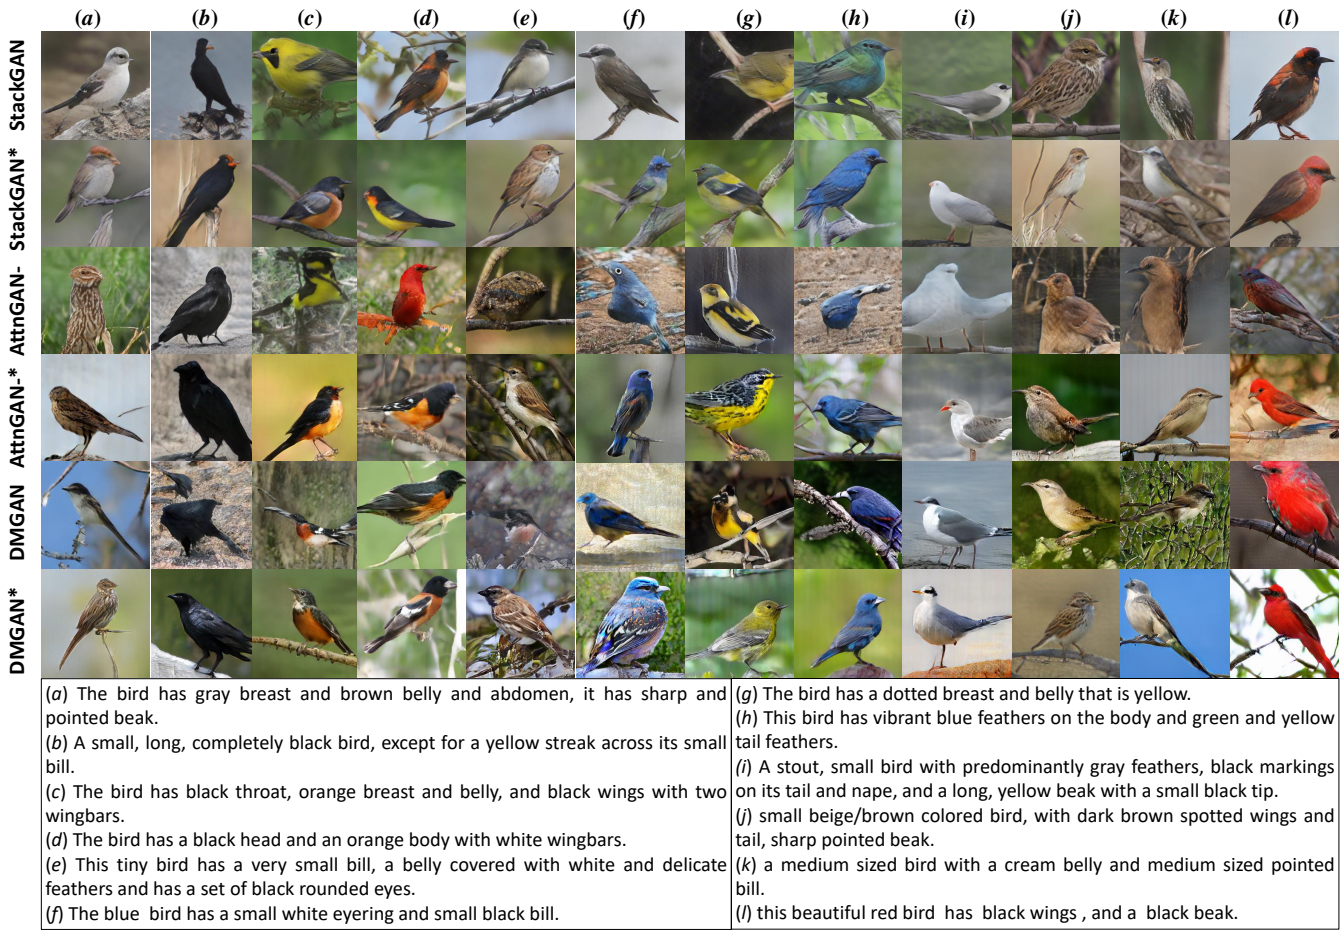 (a) (b) (c) (d) (e) (f) (g) (h) (i) (j) (k) (l)
StackGAN
StackGAN*
AttnGAN-
AttnGAN-*
DMGAN
DMGAN*
(a) The bird has gray breast and brown belly and abdomen, it has sharp and
pointed beak.
(b) A small, long, completely black bird, except for a yellow streak across its small
bill.
(c) The bird has black throat, orange breast and belly, and black wings with two
wingbars.
(d) The bird has a black head and an orange body with white wingbars.
(e) This tiny bird has a very small bill, a belly covered with white and delicate
feathers and has a set of black rounded eyes.
(f) The blue bird has a small white eyering and small black bill.
(g) The bird has a dotted breast and belly that is yellow.
(h) This bird has vibrant blue feathers on the body and green and yellow
tail feathers.
(i) A stout, small bird with predominantly gray feathers, black markings
on its tail and nape, and a long, yellow beak with a small black tip.
(j) small beige/brown colored bird, with dark brown spotted wings and
tail, sharp pointed beak.
(k) a medium sized bird with a cream belly and medium sized pointed
bill.
(l) this beautiful red bird has black wings , and a black beak.